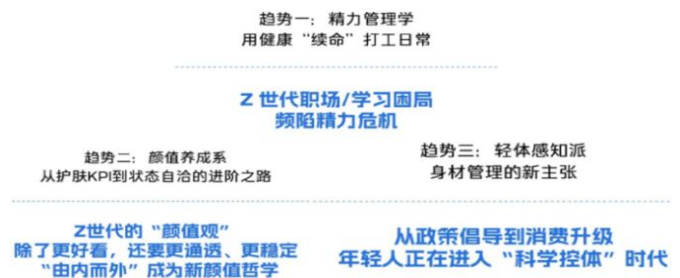 趋势一：精力管理学
用健康“续命”打工日常
Z 世代职场/学习困局
频陷精力危机
趋势二：颜值养成系
从护肤KPI到状态自洽的进阶之路
Z世代的“颜值观”
除了更好看，还要更通透、更稳定
“由内而外”成为新颜值哲学
趋势三：轻体感知派
身材管理的新主张
从政策倡导到消费升级
年轻人正在进入“科学控体”时代